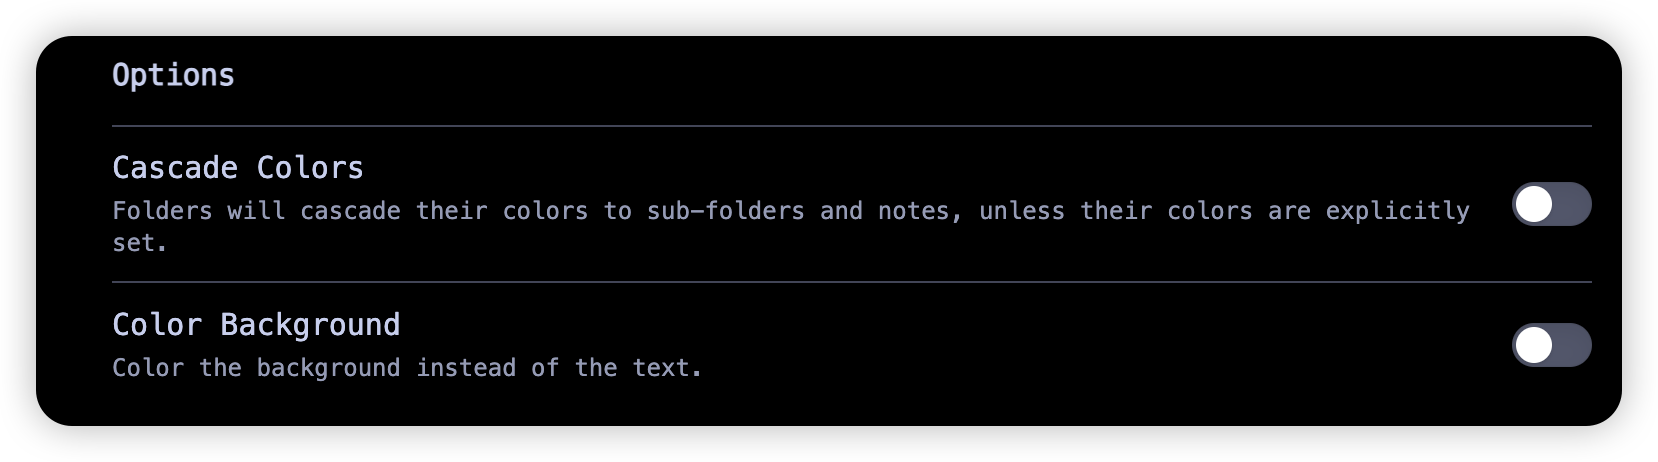 Options
Cascade Colors
Folders will cascade their colors to sub-folders and notes, unless their colors are explicitly
set.
Color Background
Color the background instead of the text.